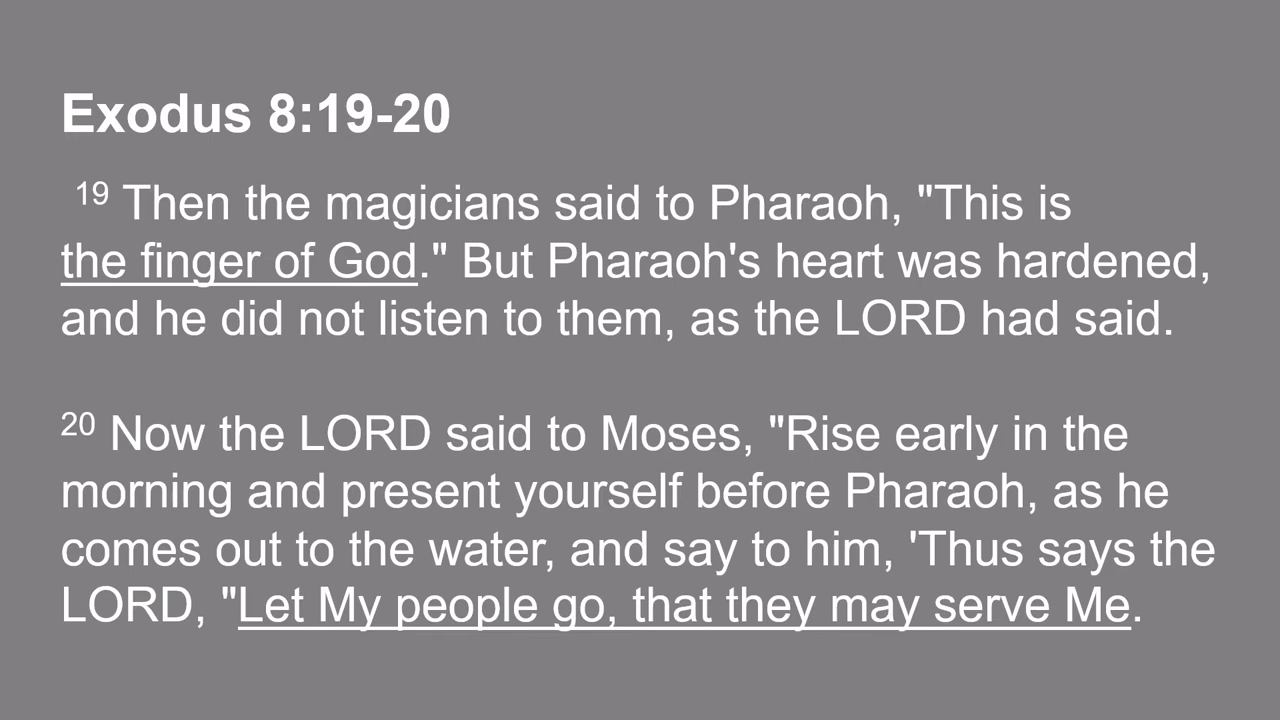 Exodus 8:19-20
19 Then the magicians said to Pharaoh, "This is
the finger of God." But Pharaoh's heart was hardened,
and he did not listen to them, as the LORD had said.
20 Now the LORD said to Moses, "Rise early in the
morning and present yourself before Pharaoh, as he
comes out to the water, and say to him, 'Thus says the
LORD, "Let My people go, that they may serve Me.